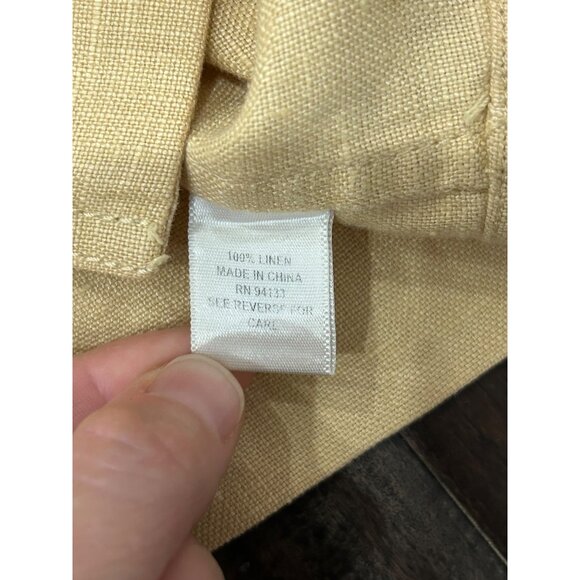 100% LINEN
MADE IN CHINA
RN 94133
SEE REVERSE FOR
CARE